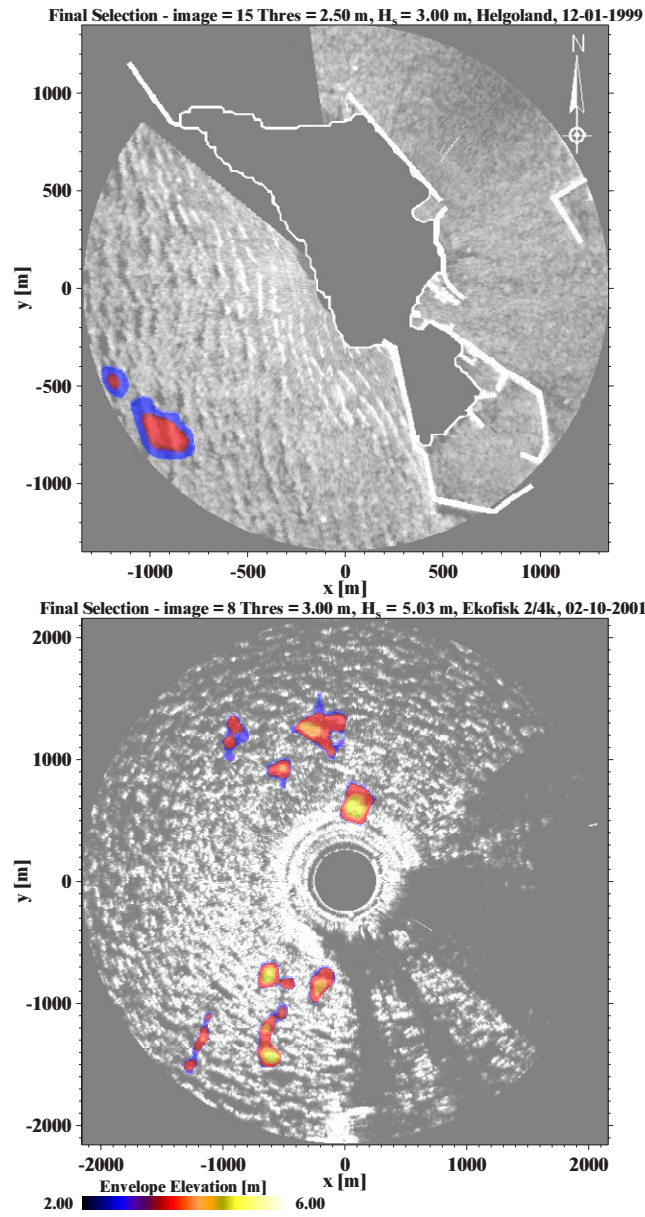 Final Selection - image = 15 Thres = 2.50 m, Hs = 3.00 m, Helgoland, 12-01-1999
N
1000
500
0
-500
-1000
y [m]
-1000 -500 0 500 1000
x [m]
Final Selection - image = 8 Thres = 3.00 m, Hs = 5.03 m, Ekofisk 2/4k, 02-10-2001
2000
1000
0
-1000
-2000
y [m]
-2000 -1000 0 1000 2000
x [m]
Envelope Elevation [m]
2.00 6.00